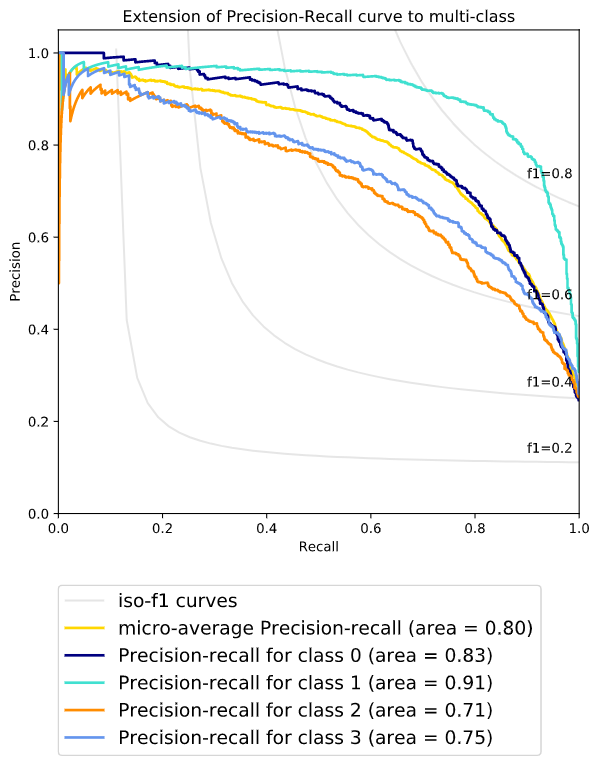 Extension of Precision-Recall curve to multi-class
1.0
0.8
0.6
0.4
0.2
0.0
Precision
f1=0.8
f1=0.6
f1=0.4
f1=0.2
0.0 0.2 0.4 0.6 0.8 1.0
Recall
iso-f1 curves
micro-average Precision-recall (area = 0.80)
Precision-recall for class 0 (area = 0.83)
Precision-recall for class 1 (area = 0.91)
Precision-recall for class 2 (area = 0.71)
Precision-recall for class 3 (area = 0.75)